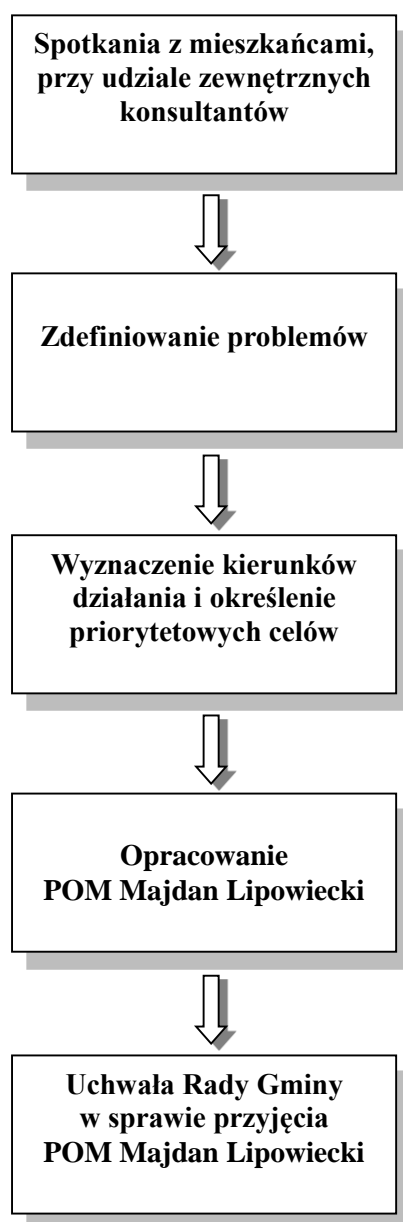 Spotkania z mieszkańcami,
przy udziale zewnętrznych
konsultantów
Zdefiniowanie problemów
Wyznaczenie kierunków
działania i określenie
priorytetowych celów
Opracowanie
POM Majdan Lipowiecki
Uchwała Rady Gminy
w sprawie przyjęcia
POM Majdan Lipowiecki